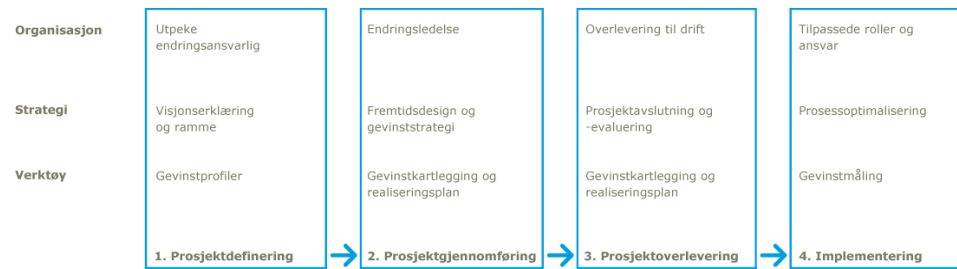 Organisasjon
Utpeke
endringsansvarlig
Endringsledelse
Overlevering til drift
Tilpassede roller og
ansvar
Strategi
Visjonserklæring
og ramme
Fremtidsdesign og
gevinststrategi
Prosjektavslutning og
-evaluering
Prosessoptimalisering
Verktøy
Gevinstprofiler
Gevinstkartlegging og
realiseringsplan
Gevinstkartlegging og
realiseringsplan
Gevinstmåling
1. Prosjektdefinering
2. Prosjektgjennomføring
3. Prosjektoverlevering
4. Implementering